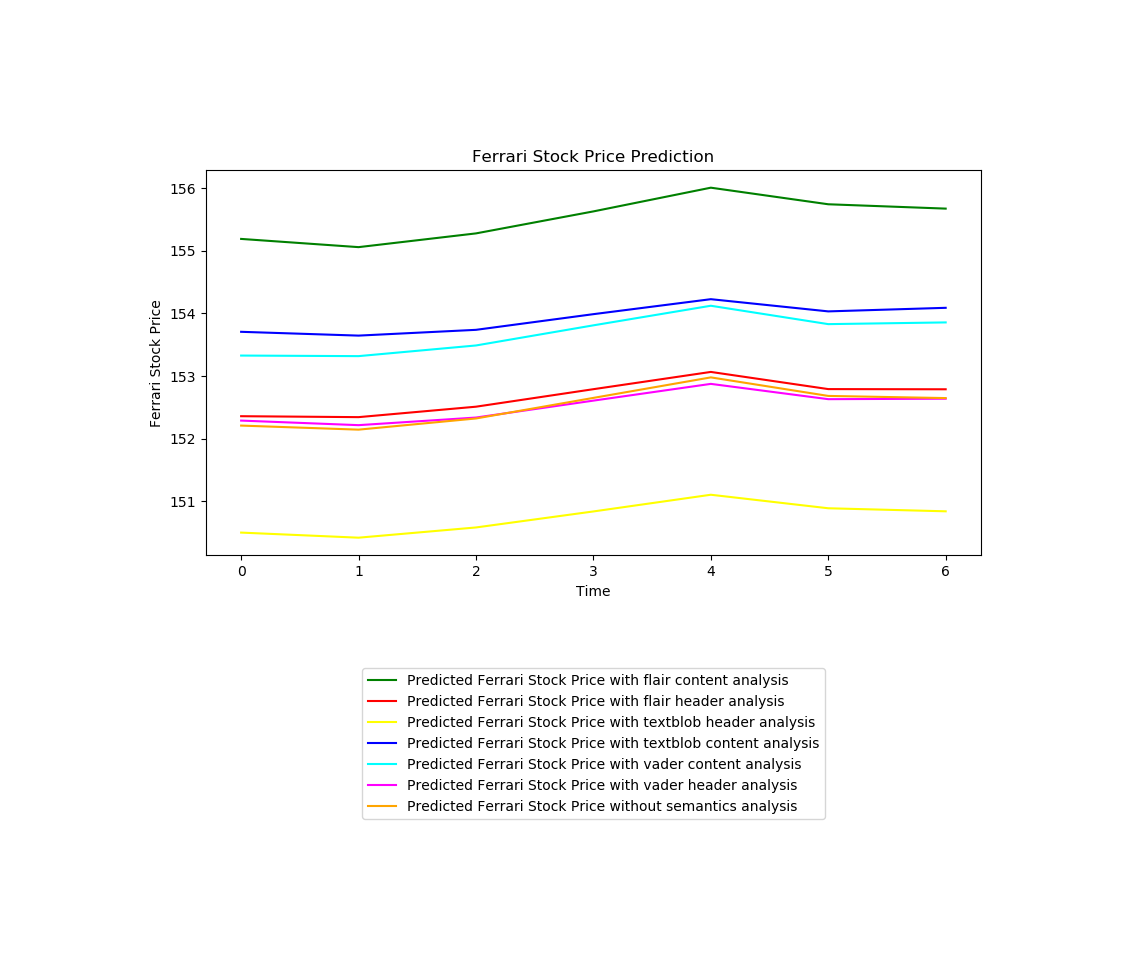 Ferrari Stock Price Prediction
156
155
154
153
152
151
Ferrari Stock Price
0 1 2 3 4 5 6
Time
Predicted Ferrari Stock Price with flair content analysis
Predicted Ferrari Stock Price with flair header analysis
Predicted Ferrari Stock Price with textblob header analysis
Predicted Ferrari Stock Price with textblob content analysis
Predicted Ferrari Stock Price with vader content analysis
Predicted Ferrari Stock Price with vader header analysis
Predicted Ferrari Stock Price without semantics analysis